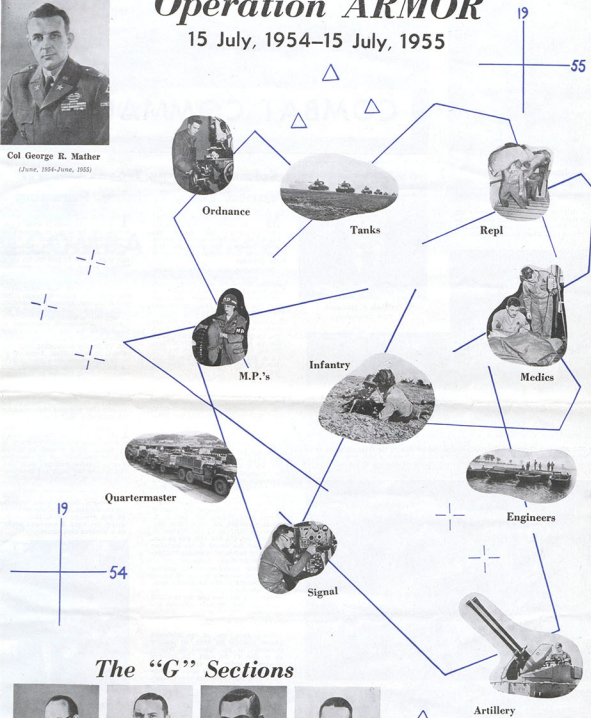 Operation ARMOR
15 July, 1954–15 July, 1955
19
55
Col George R. Mather
(June, 1954–June, 1955)
Ordnance
Tanks
Repl
M.P.'s
Infantry
Medics
Quartermaster
Engineers
19
54
Signal
The “G” Sections
Artillery